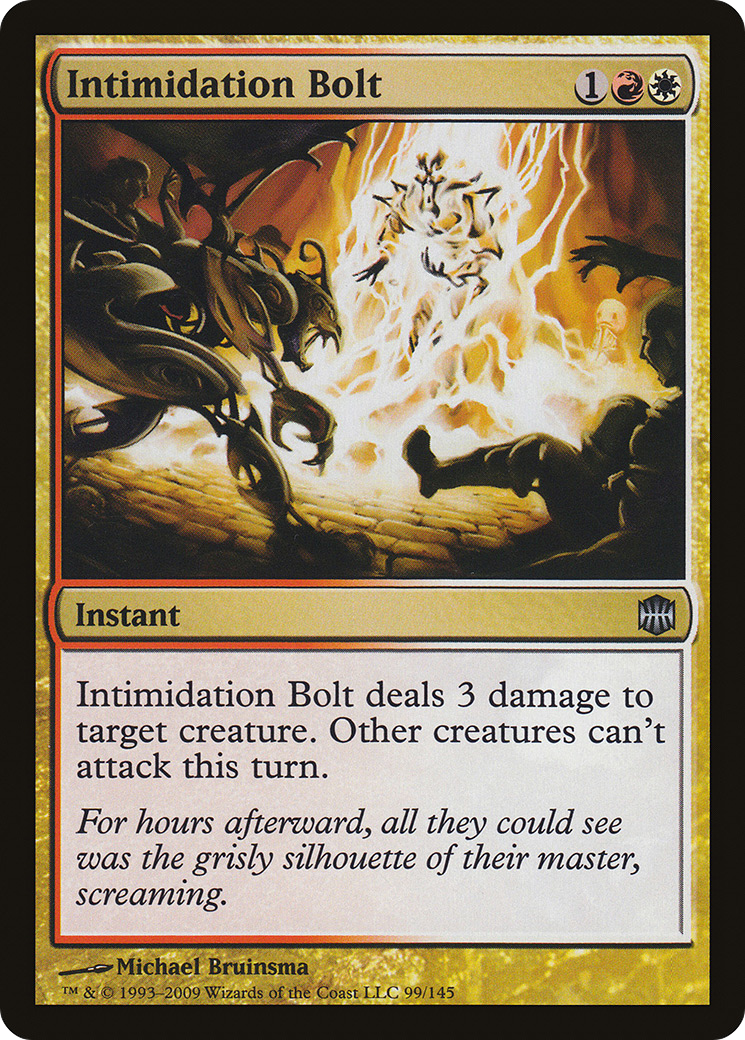 Intimidation Bolt 1
Instant
Intimidation Bolt deals 3 damage to
target creature. Other creatures can't
attack this turn.
For hours afterward, all they could see
was the grisly silhouette of their master,
screaming.
Michael Bruinsma
™ & © 1993–2009 Wizards of the Coast LLC 99/145